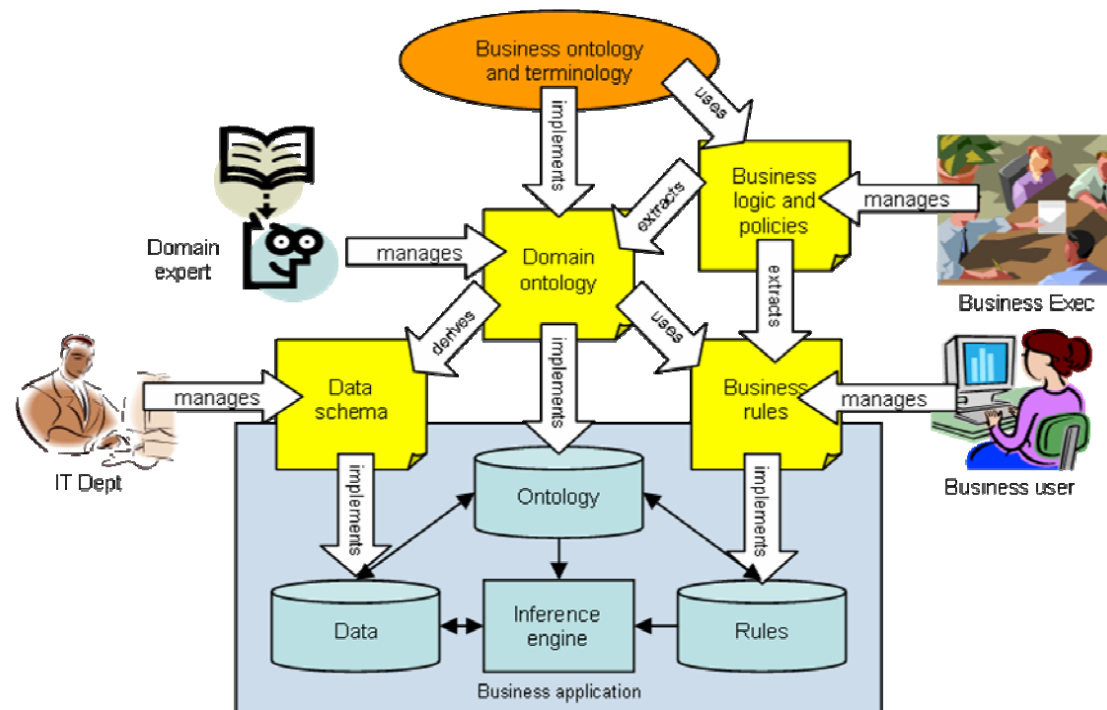 Business ontology
and terminology
implements
uses
Business
logic and
policies
manages
extracts
Domain
expert
manages
Domain
ontology
extracts
Business Exec
derives
uses
implements
manages
Data
schema
Business
rules
manages
IT Dept
Business user
implements
implements
Ontology
Data
Inference
engine
Rules
Business application